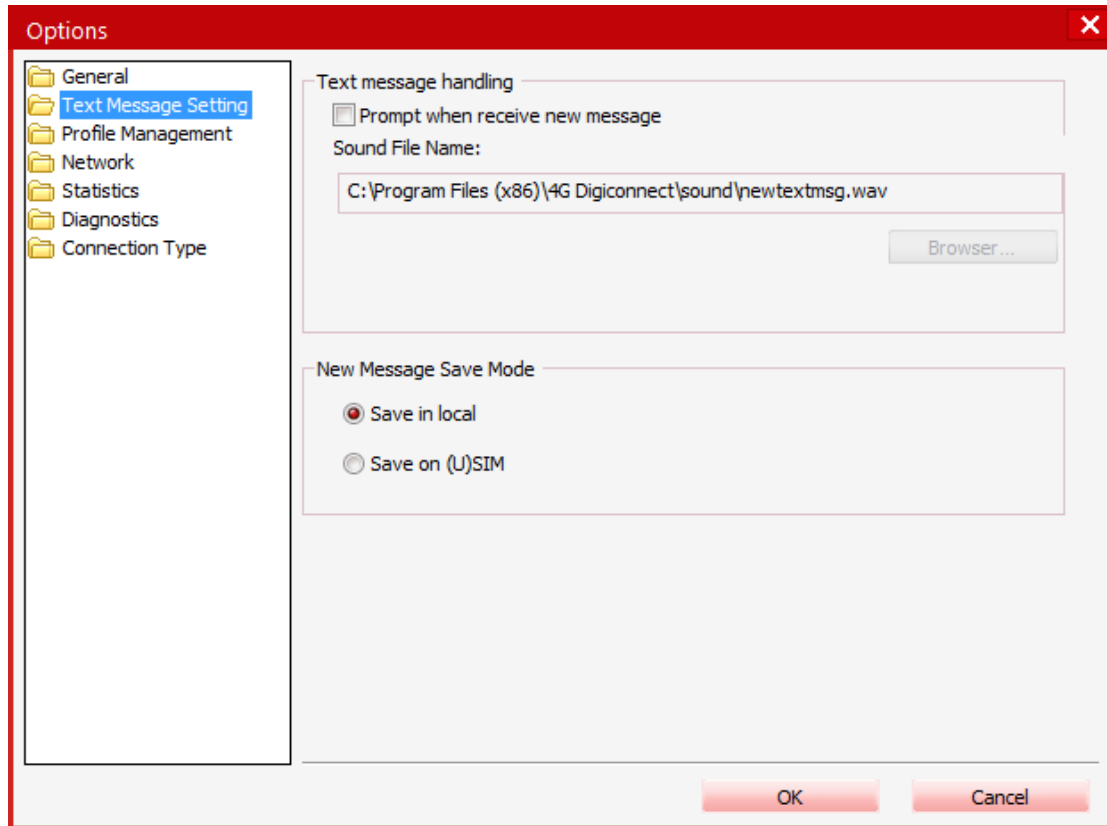 Options
General
Text Message Setting
Profile Management
Network
Statistics
Diagnostics
Connection Type
Text message handling
Prompt when receive new message
Sound File Name:
C:\Program Files (x86)\4G Digiconnect\sound\newtextmsg.wav
Browser...
New Message Save Mode
Save in local
Save on (U)SIM
OK
Cancel